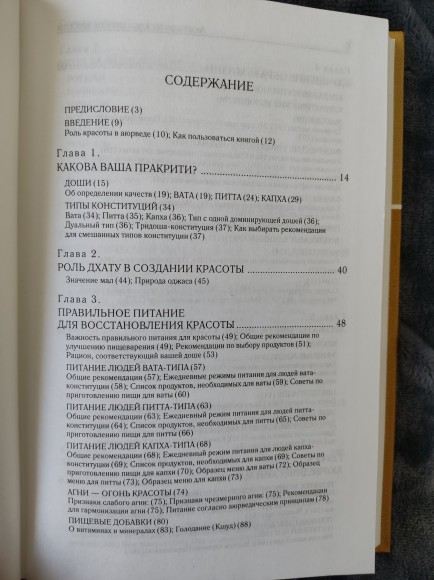 СОДЕРЖАНИЕ
ПРЕДИСЛОВИЕ (3)
ВВЕДЕНИЕ (9)
Роль красоты в аюрведе (10); Как пользоваться книгой (12)
Глава 1.
КАКОВА ВАША ПРАКРИТИ? 14
ДОШИ (15)
Об определении качеств (19); ВАТА (19); ПИТТА (24); КАПХА (29)
ТИПЫ КОНСТИТУЦИЙ (34)
Вата (34); Питта (35); Капха (36); Тип с одной доминирующей дошей (36);
Дуальный тип (36); Тридоша-конституция (37); Как выбирать рекомендации
для смешанных типов конституции (37)
Глава 2.
РОЛЬ ДХАТУ В СОЗДАНИИ КРАСОТЫ 40
Значение мал (44); Природа оджаса (45)
Глава 3.
ПРАВИЛЬНОЕ ПИТАНИЕ
ДЛЯ ВОССТАНОВЛЕНИЯ КРАСОТЫ 48
Важность правильного питания для красоты (49); Общие рекомендации по
улучшению пищеварения (49); Рекомендации по выбору продуктов (51);
Рацион, соответствующий вашей доше (53)
ПИТАНИЕ ЛЮДЕЙ ВАТА-ТИПА (57)
Общие рекомендации (57); Ежедневные режимы питания для людей вата-
конституции (58); Список продуктов, необходимых для ваты (59); Советы по
приготовлению пищи для ваты (60)
ПИТАНИЕ ЛЮДЕЙ ПИТТА-ТИПА (63)
Общие рекомендации (63); Ежедневный режим питания для людей питта-
конституции (64); Список продуктов, необходимых для питты (65); Советы по
приготовлению пищи для питты (66)
ПИТАНИЕ ЛЮДЕЙ КАПХА-ТИПА (68)
Общие рекомендации (68); Ежедневный режим питания для людей капха-
конституции (69); Список продуктов, необходимых для капхи (69); Советы по
приготовлению пищи для капхи (70); Образец меню для ваты (72); Образец
меню для питты (73); Образец меню для капхи (73)
АГНИ — ОГОНЬ КРАСОТЫ (74)
Признаки слабого агни (75); Признаки чрезмерного агни (75); Рекомендации
для гармонизации агни (75); Питание согласно аюрведическим принципам (78)
ПИЩЕВЫЕ ДОБАВКИ (80)
О витаминах и минералах (83); Голодание (Кшуд) (88)